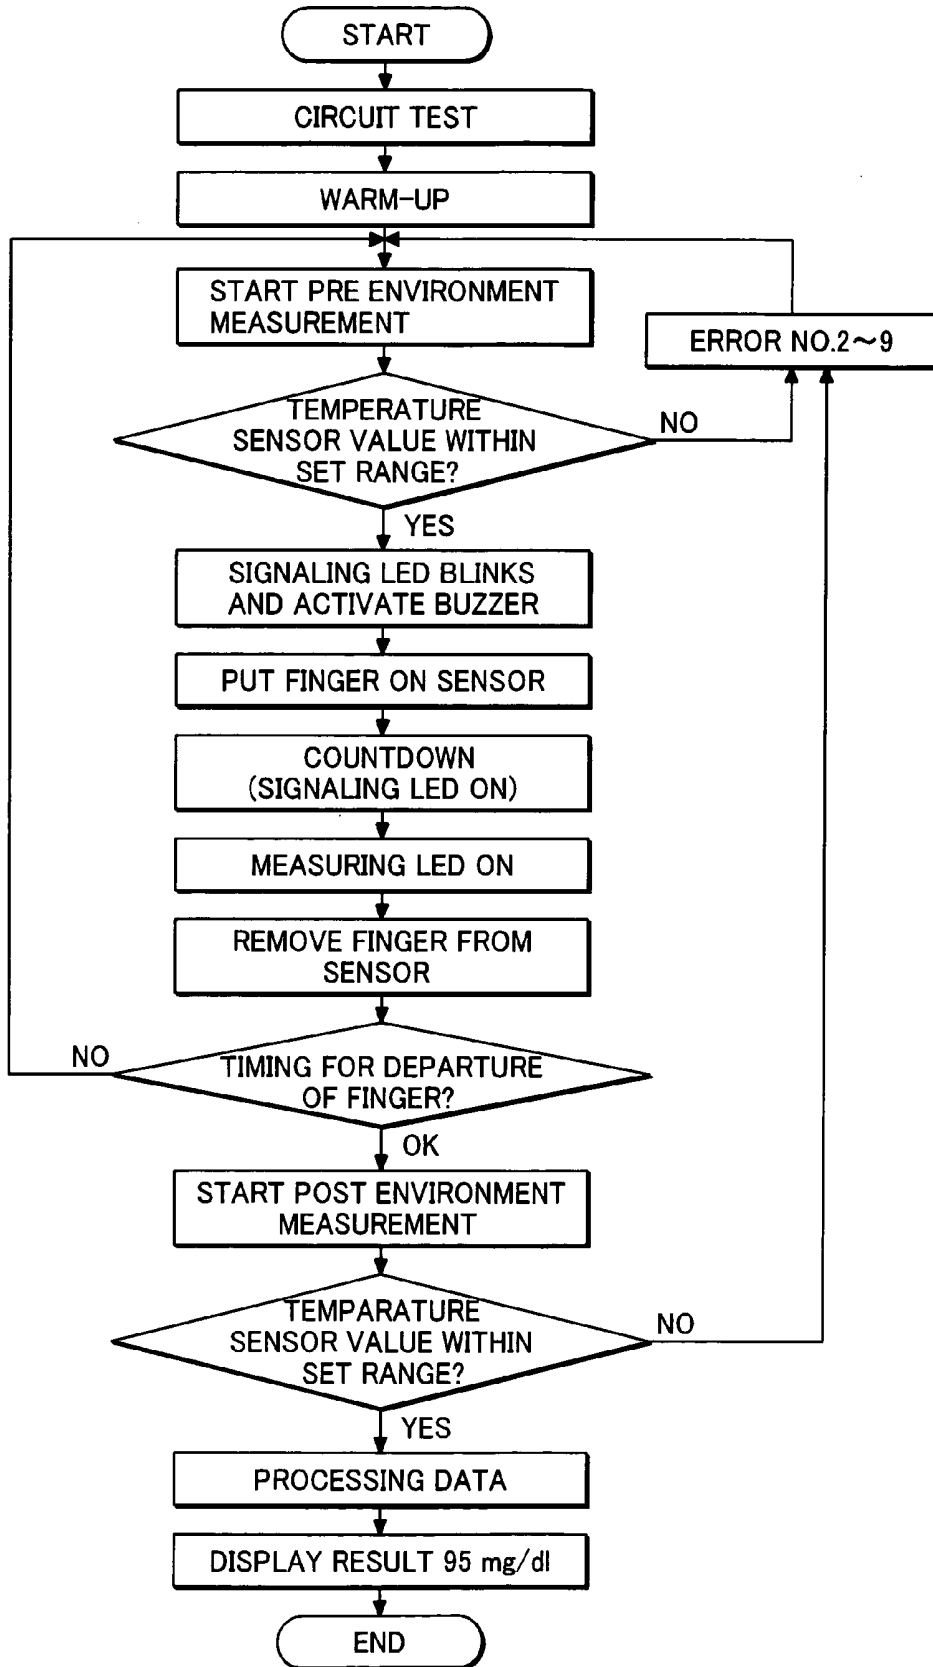 START
CIRCUIT TEST
WARM-UP
START PRE ENVIRONMENT
MEASUREMENT
ERROR NO.2～9
TEMPERATURE
SENSOR VALUE WITHIN
SET RANGE?
NO
YES
SIGNALING LED BLINKS
AND ACTIVATE BUZZER
PUT FINGER ON SENSOR
COUNTDOWN
(SIGNALING LED ON)
MEASURING LED ON
REMOVE FINGER FROM
SENSOR
NO
TIMING FOR DEPARTURE
OF FINGER?
OK
START POST ENVIRONMENT
MEASUREMENT
TEMPARATURE
SENSOR VALUE WITHIN
SET RANGE?
NO
YES
PROCESSING DATA
DISPLAY RESULT 95 mg/dl
END